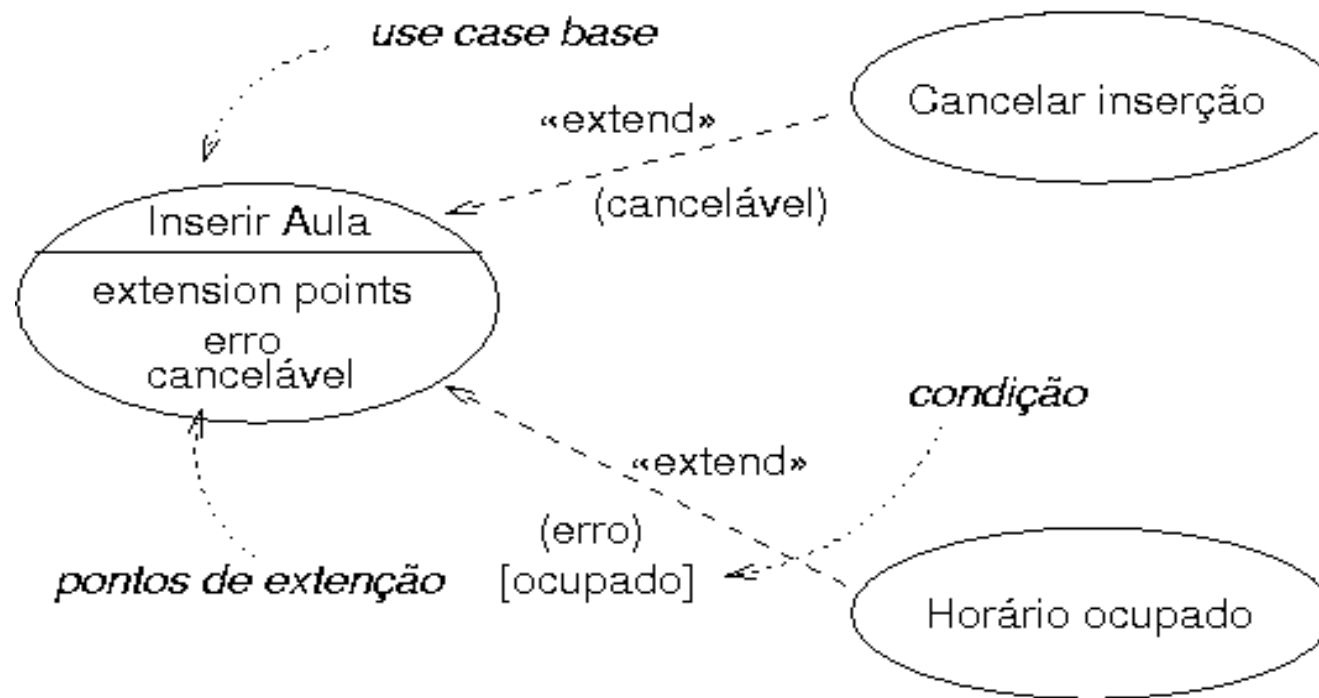 use case base
Cancelar inserção
«extend»
(cancelável)
Inserir Aula
extension points
erro
cancelável
condição
«extend»
(erro)
[ocupado]
pontos de extenção
Horário ocupado